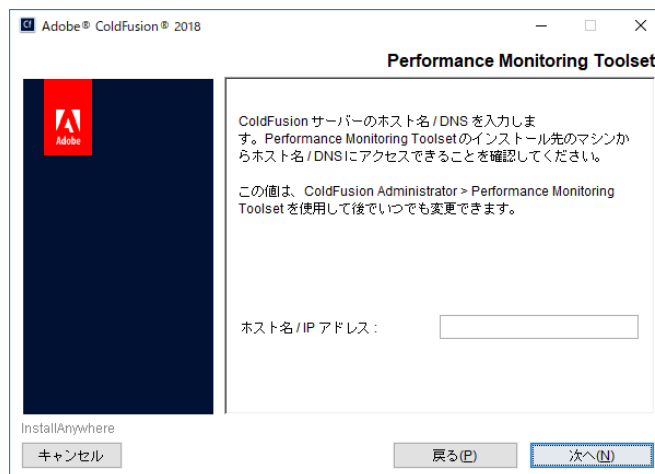 Adobe® ColdFusion® 2018
Performance Monitoring Toolset
Adobe
ColdFusion サーバーのホスト名 / DNS を入力しま
す。Performance Monitoring Toolsetのインストール先のマシンか
らホスト名 / DNSにアクセスできることを確認してください。
この値は、ColdFusion Administrator > Performance Monitoring
Toolset を使用して後でいつでも変更できます。
ホスト名 / IP アドレス :
InstallAnywhere
キャンセル
戻る(P)
次へ(N)